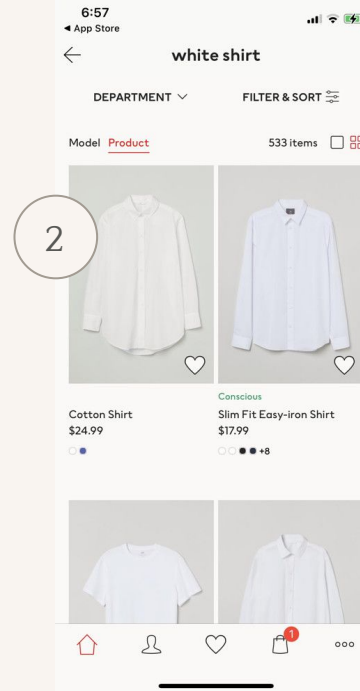 6:57
◄ App Store
white shirt
DEPARTMENT
FILTER & SORT
Model Product
533 items
2
Conscious
Cotton Shirt
Slim Fit Easy-iron Shirt
$24.99
$17.99
+8
1